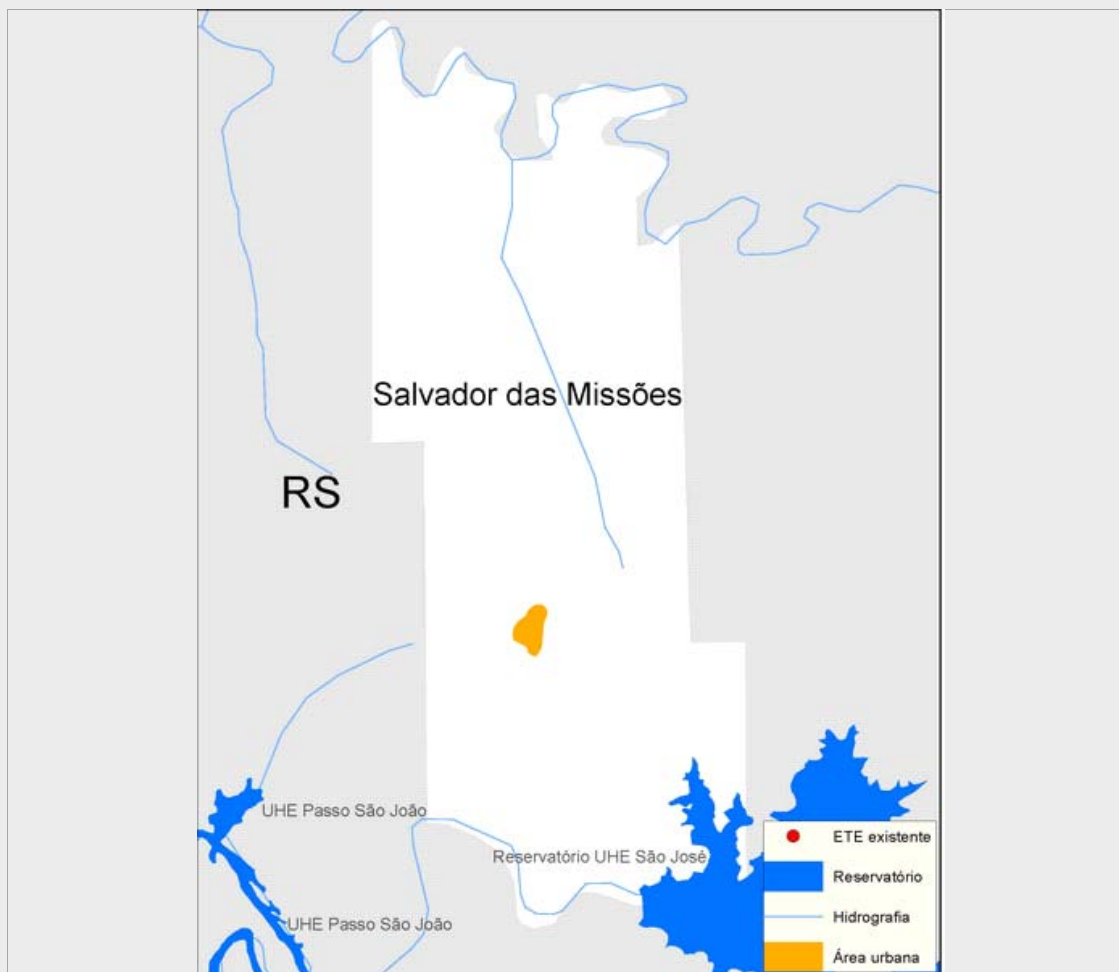 Salvador das Missões
RS
UHE Passo São João
Reservatório UHE São José
UHE Passo São João
ETE existente
Reservatório
Hidrografia
Área urbana